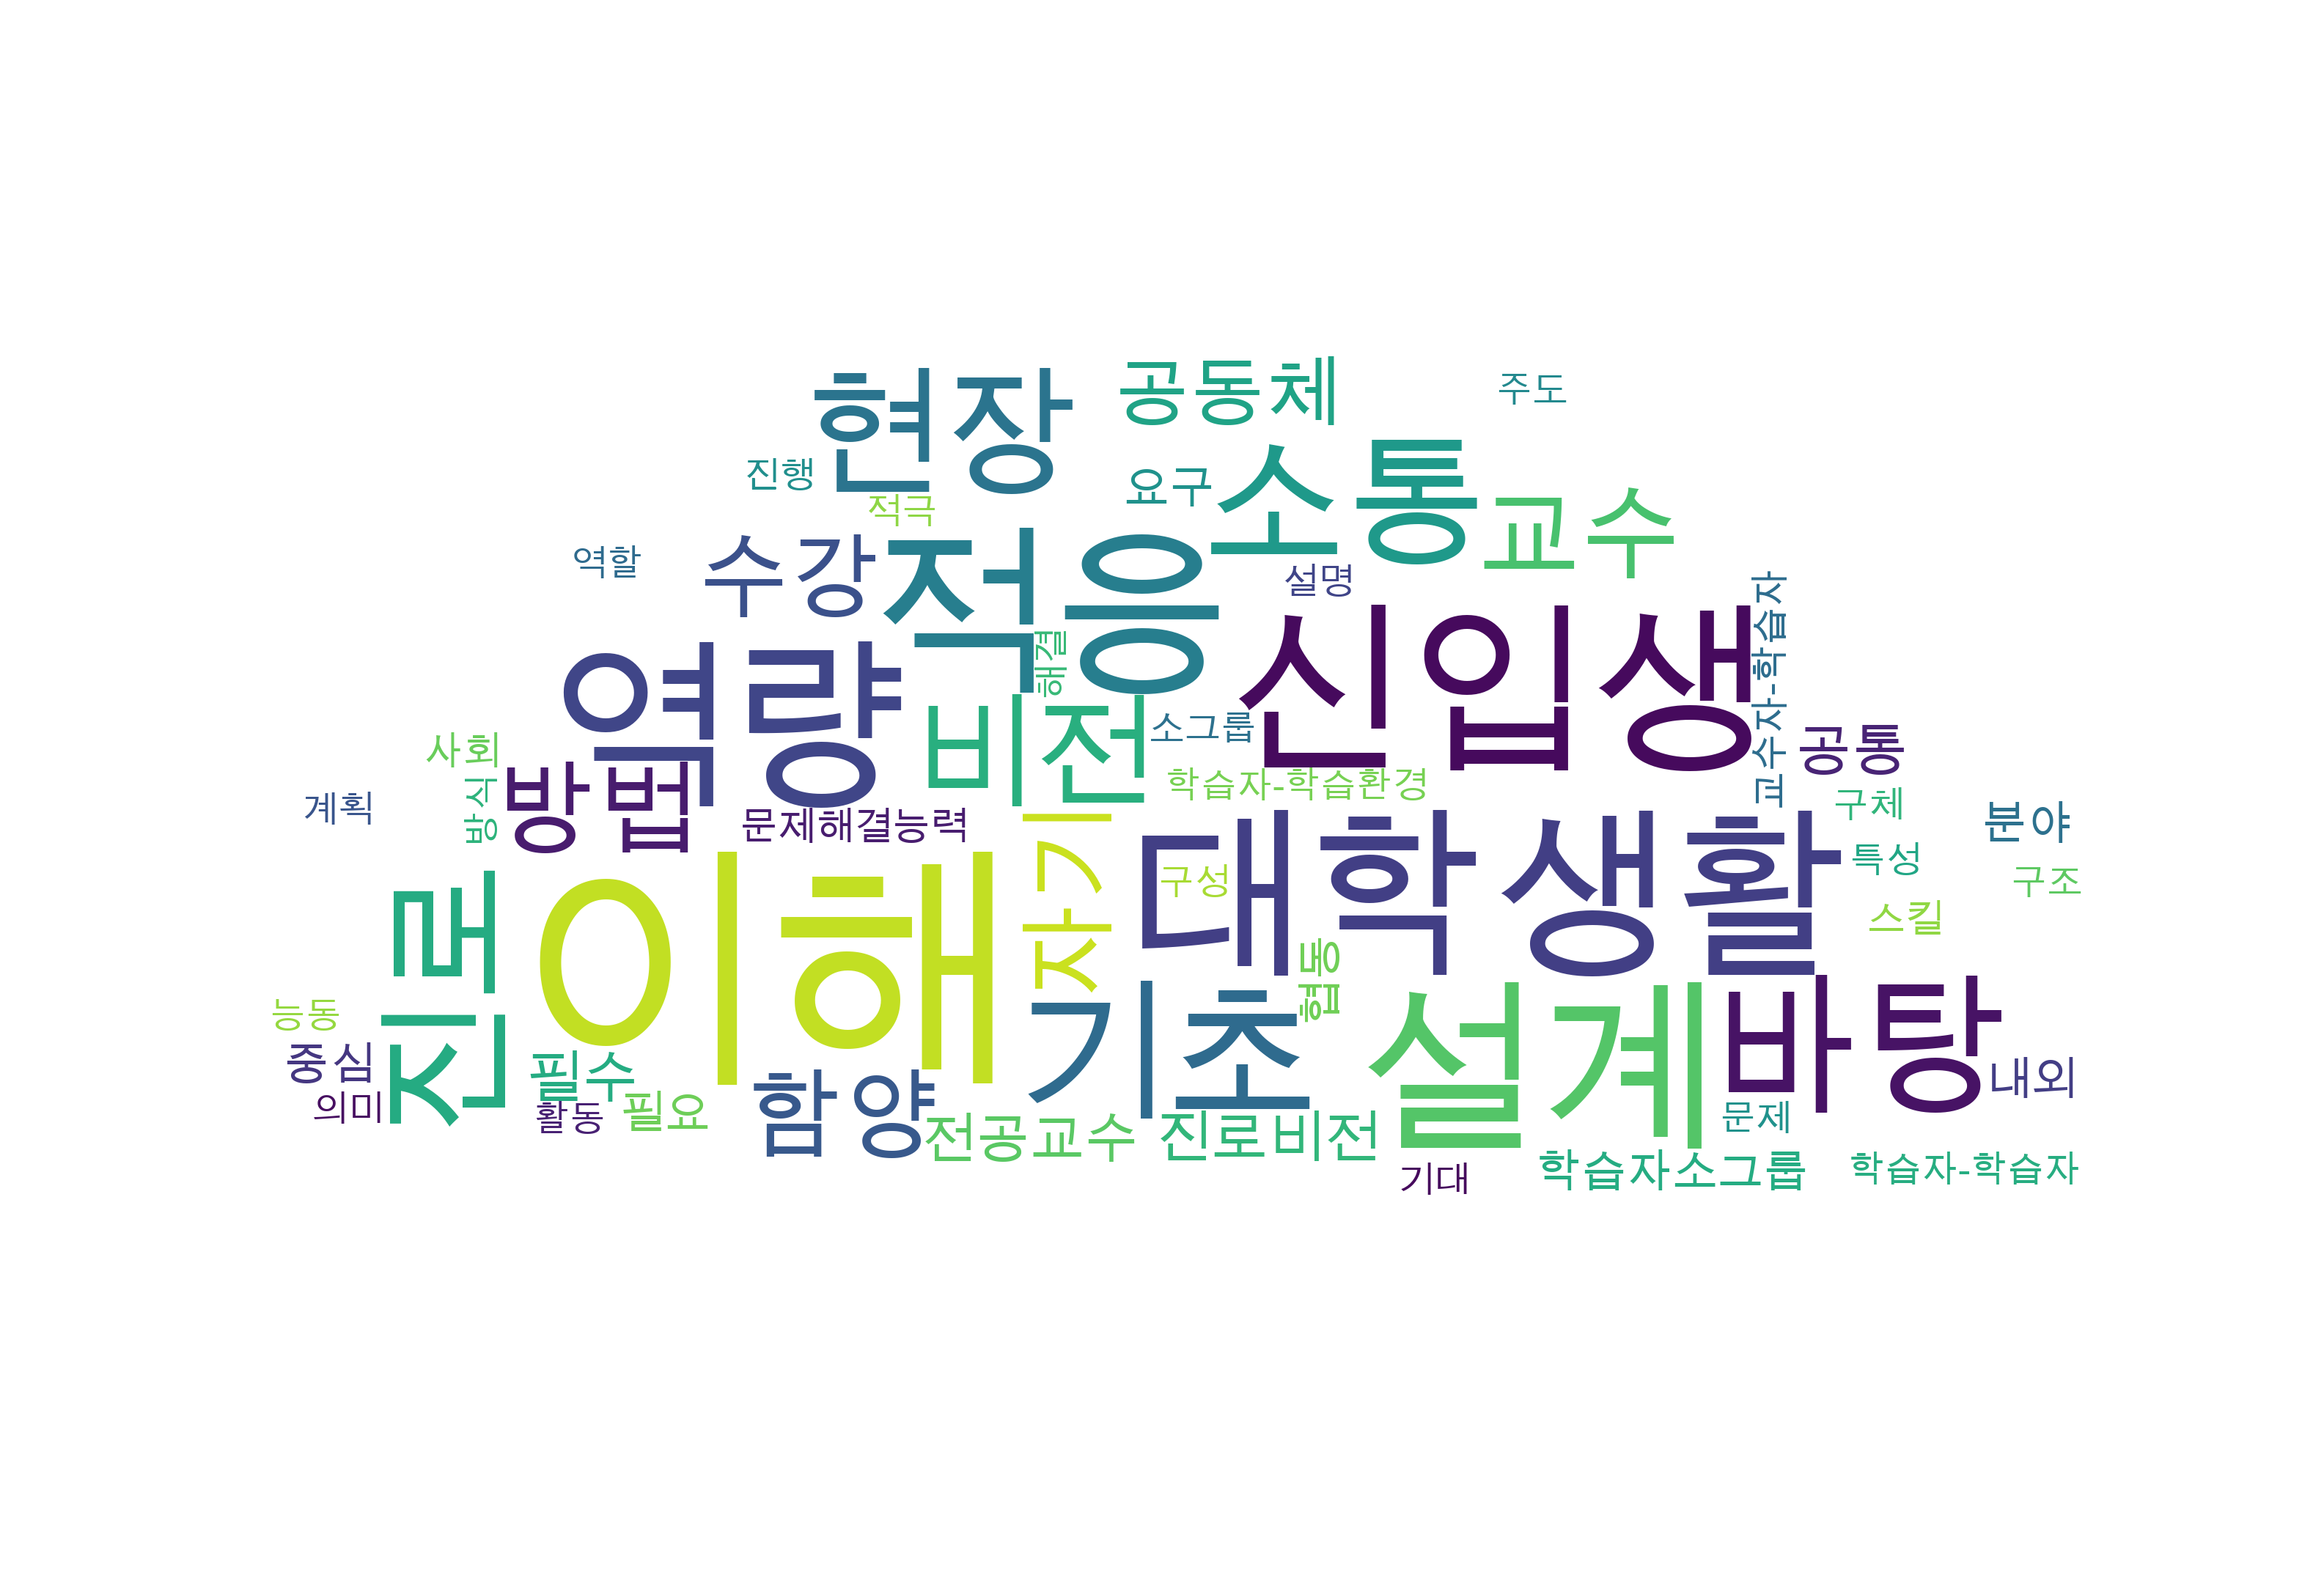 현장
공동체
주도
진행
적극
요구
소통
교수
역할
수강
적응
설명
해결
신입생
교수자-학습자
역량
비전
소그룹
사회
방법
방식
계획
문제해결능력
학습자-학습환경
공통
구체
분야
특성
구조
스킬
진로
이해
자기
구성
대학생활
협동
능동
중심
의미
필수
활동
필요
함양
기초
설계
바탕
내외
문제
전공교수
진로비전
기대
학습자소그룹
학습자-학습자